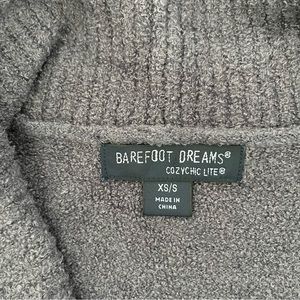 BAREFOOT DREAMS®
COZYCHIC LITE®
XS/S
MADE IN
CHINA